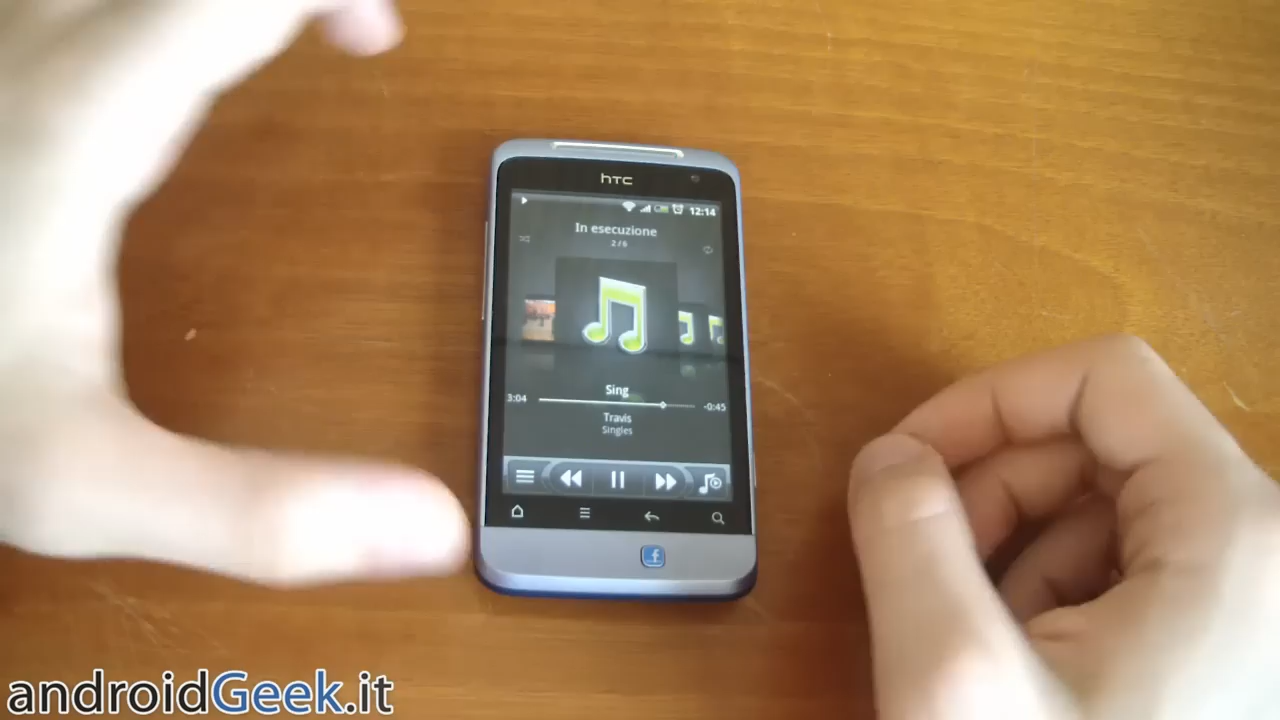 hTC
12:14
In esecuzione
2/6
Sing
3:04
-0:45
Travis
Singles
f
androidGeek.it